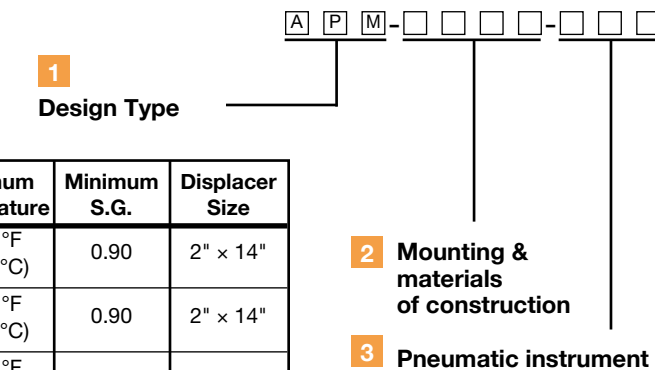 A P M - -
1
Design Type
Minimum S.G.
Displacer Size
°F
°C)
0.90
2" × 14"
°F
°C)
0.90
2" × 14"
°F
2 Mounting & materials of construction
3 Pneumatic instrument